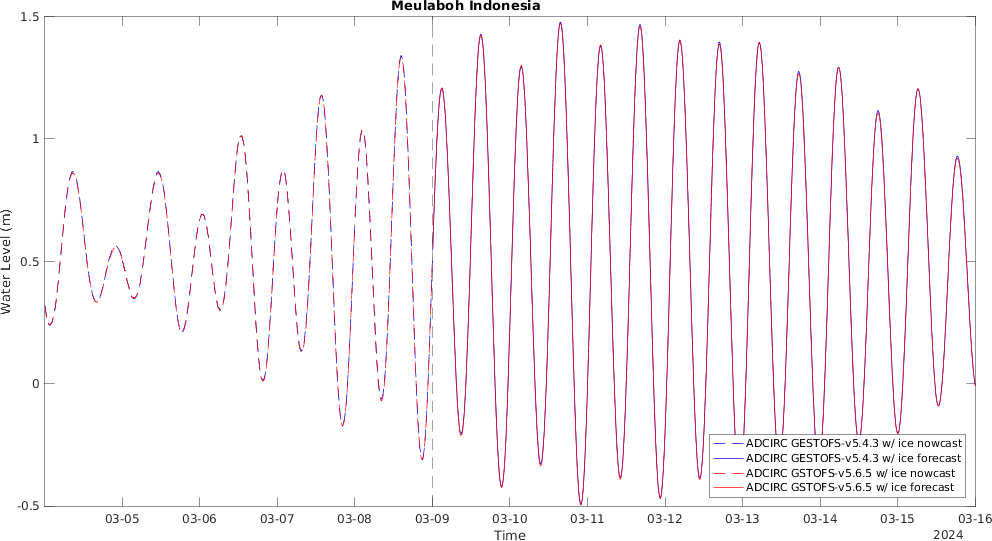 Meulaboh Indonesia
1.5
1
0.5
0
-0.5
Water Level (m)
ADCIRC GESTOFS-v5.4.3 w/ ice nowcast
ADCIRC GESTOFS-v5.4.3 w/ ice forecast
ADCIRC GSTOFS-v5.6.5 w/ ice nowcast
ADCIRC GSTOFS-v5.6.5 w/ ice forecast
03-05 03-06 03-07 03-08 03-09 03-10 03-11 03-12 03-13 03-14 03-15 03-16
Time
2024